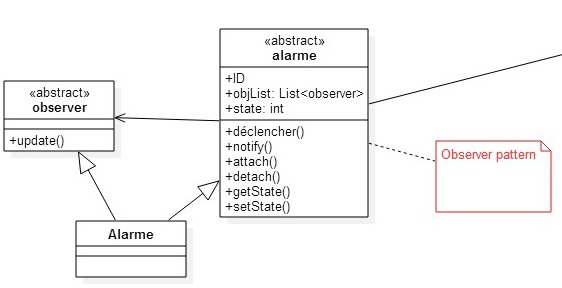 «abstract»
alarme
+ID
+objList: List<observer>
+state: int
+déclencher()
+notify()
+attach()
+detach()
+getState()
+setState()
«abstract»
observer
+update()
Observer pattern
Alarme